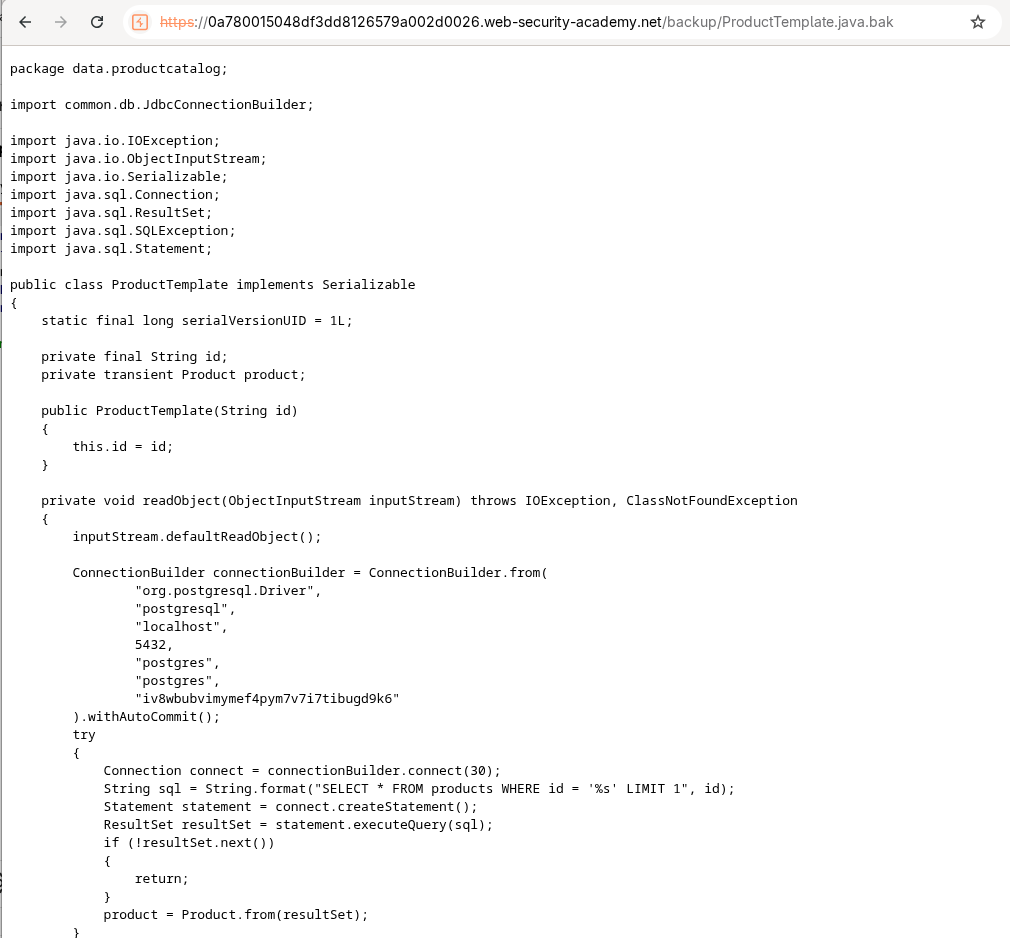 https://0a780015048df3dd8126579a002d0026.web-security-academy.net/backup/ProductTemplate.java.bak
package data.productcatalog;
import common.db.JdbcConnectionBuilder;
import java.io.IOException;
import java.io.ObjectInputStream;
import java.io.Serializable;
import java.sql.Connection;
import java.sql.ResultSet;
import java.sql.SQLException;
import java.sql.Statement;
public class ProductTemplate implements Serializable
{
    static final long serialVersionUID = 1L;
    private final String id;
    private transient Product product;
    public ProductTemplate(String id)
    {
        this.id = id;
    }
    private void readObject(ObjectInputStream inputStream) throws IOException, ClassNotFoundException
    {
        inputStream.defaultReadObject();
        ConnectionBuilder connectionBuilder = ConnectionBuilder.from(
                "org.postgresql.Driver",
                "postgresql",
                "localhost",
                5432,
                "postgres",
                "postgres",
                "iv8wbubvimymef4pym7v7i7tibugd9k6"
        ).withAutoCommit();
        try
        {
            Connection connect = connectionBuilder.connect(30);
            String sql = String.format("SELECT * FROM products WHERE id = '%s' LIMIT 1", id);
            Statement statement = connect.createStatement();
            ResultSet resultSet = statement.executeQuery(sql);
            if (!resultSet.next())
            {
                return;
            }
            product = Product.from(resultSet);
        }